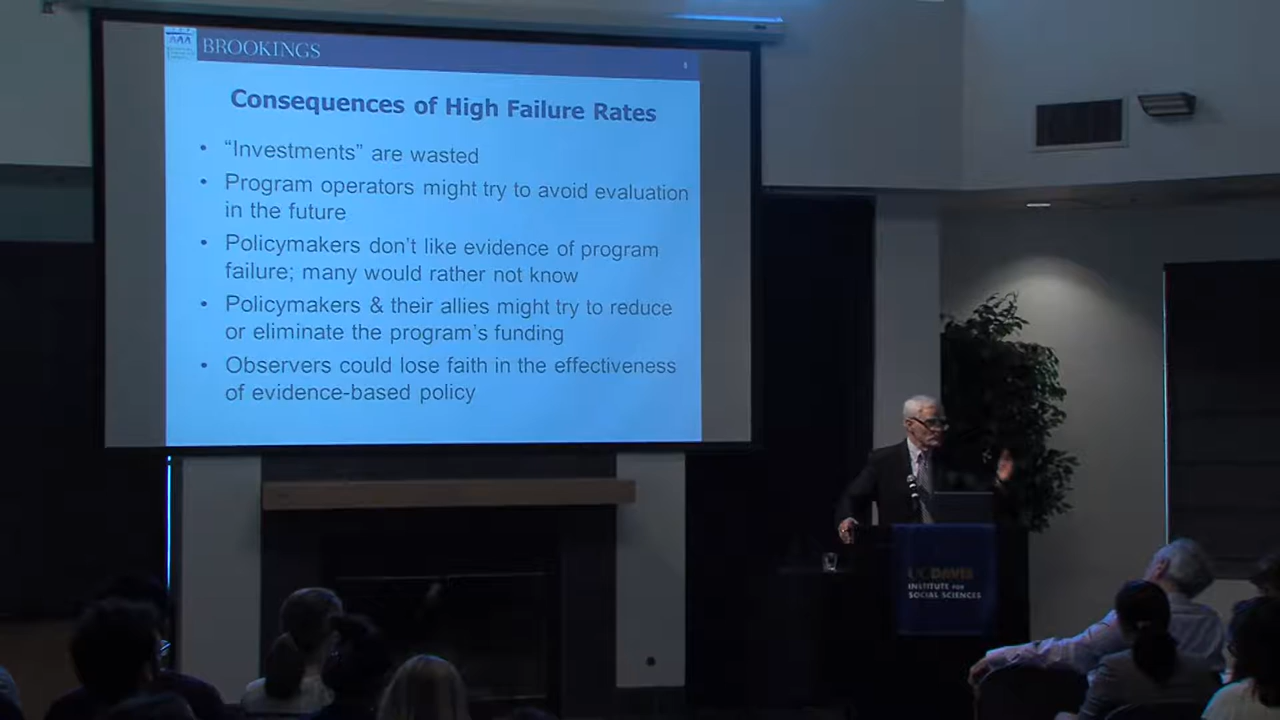 BROOKINGS
Consequences of High Failure Rates
• “Investments” are wasted
• Program operators might try to avoid evaluation
in the future
• Policymakers don’t like evidence of program
failure; many would rather not know
• Policymakers & their allies might try to reduce
or eliminate the program’s funding
• Observers could lose faith in the effectiveness
of evidence-based policy
UC DAVIS
INSTITUTE FOR
SOCIAL SCIENCES